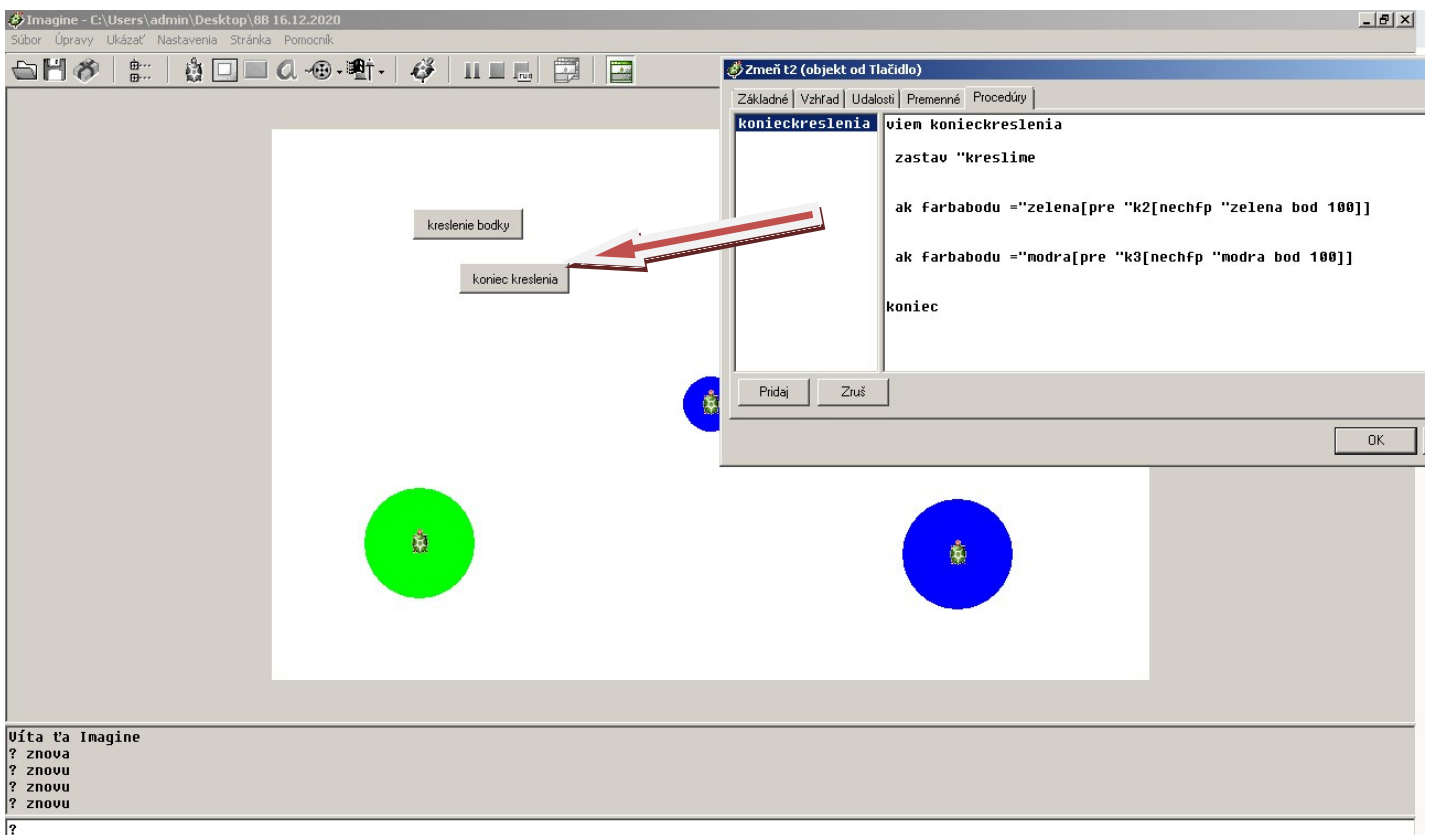 Imagine - C:\Users\admin\Desktop\8B 16.12.2020
Súbor Úpravy Ukázať Nastavenia Stránka Pomocník
run
Zmeň t2 (objekt od Tlačidlo)
Základné Vzhľad Udalosti Premenné Procedúry
konieckreslenia
viem konieckreslenia
zastav "kreslime
ak farbabodu ="zelena[pre "k2[nechfp "zelena bod 100]]
ak farbabodu ="modra[pre "k3[nechfp "modra bod 100]]
koniec
Pridaj Zruš
OK
kreslenie bodky
koniec kreslenia
Víta ťa Imagine
? znova
? znovu
? znovu
? znovu
?